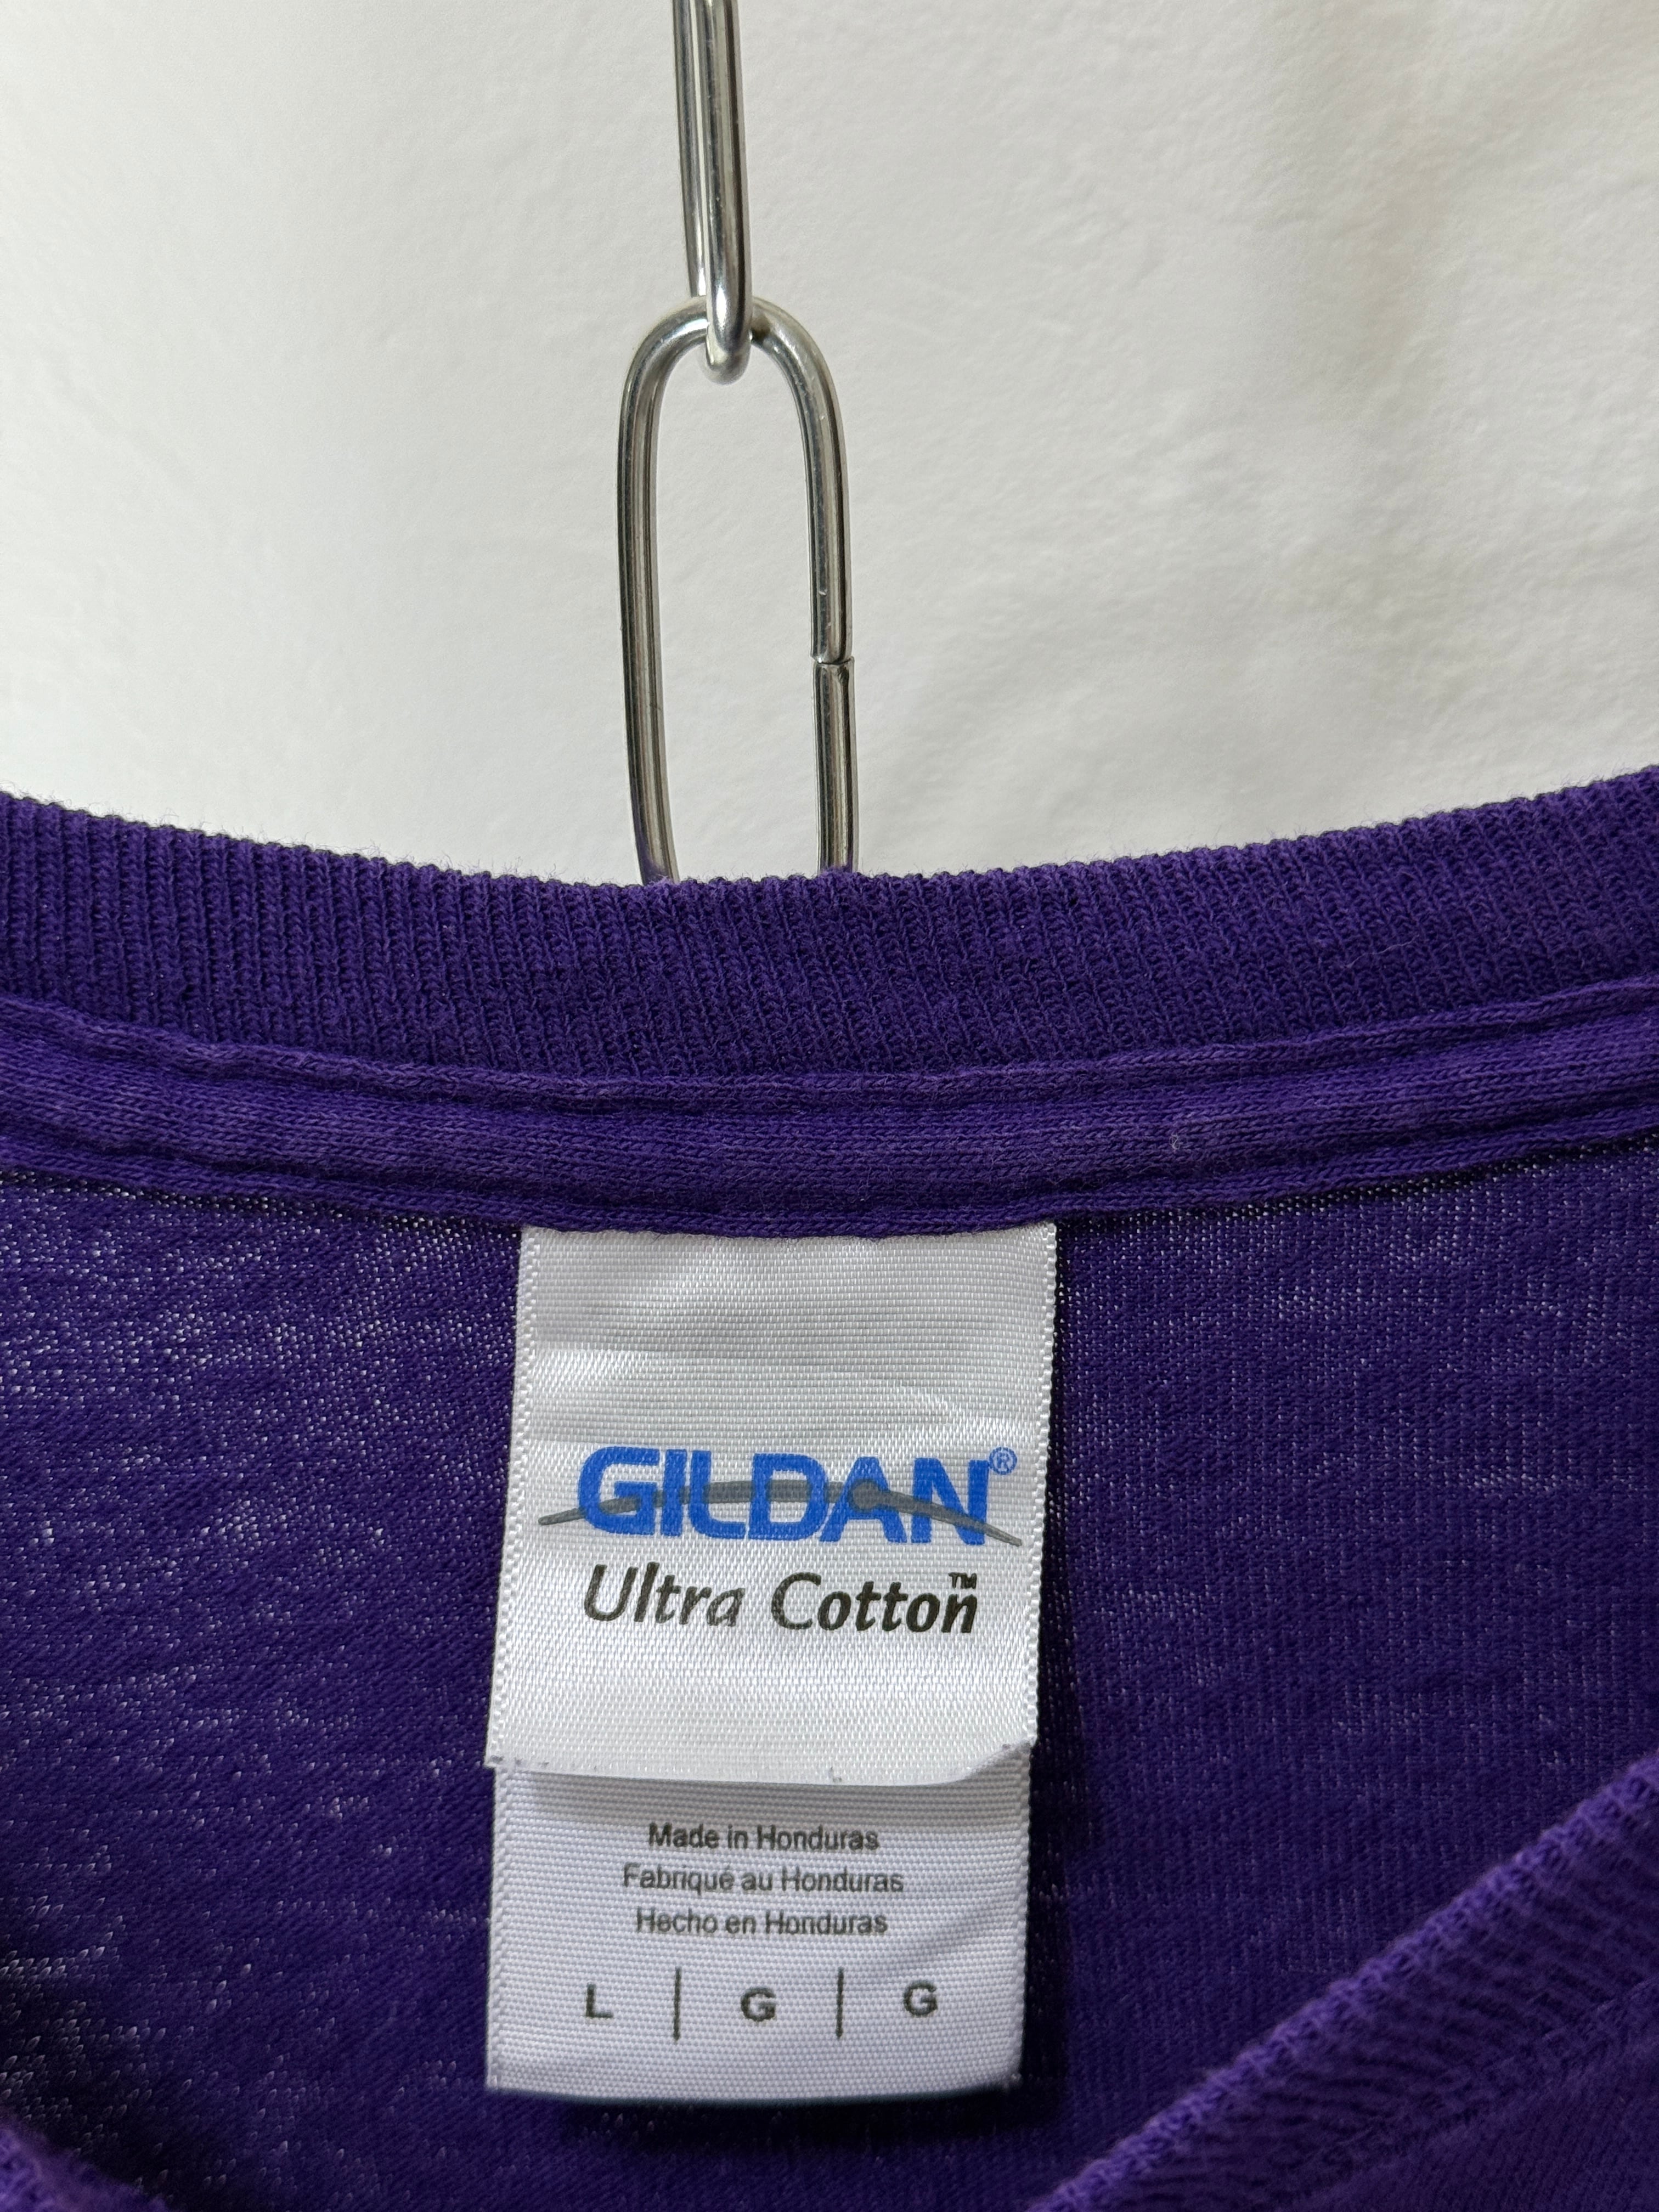 GILDAN®
Ultra Cotton™
Made in Honduras
Fabriqué au Honduras
Hecho en Honduras
L | G | G